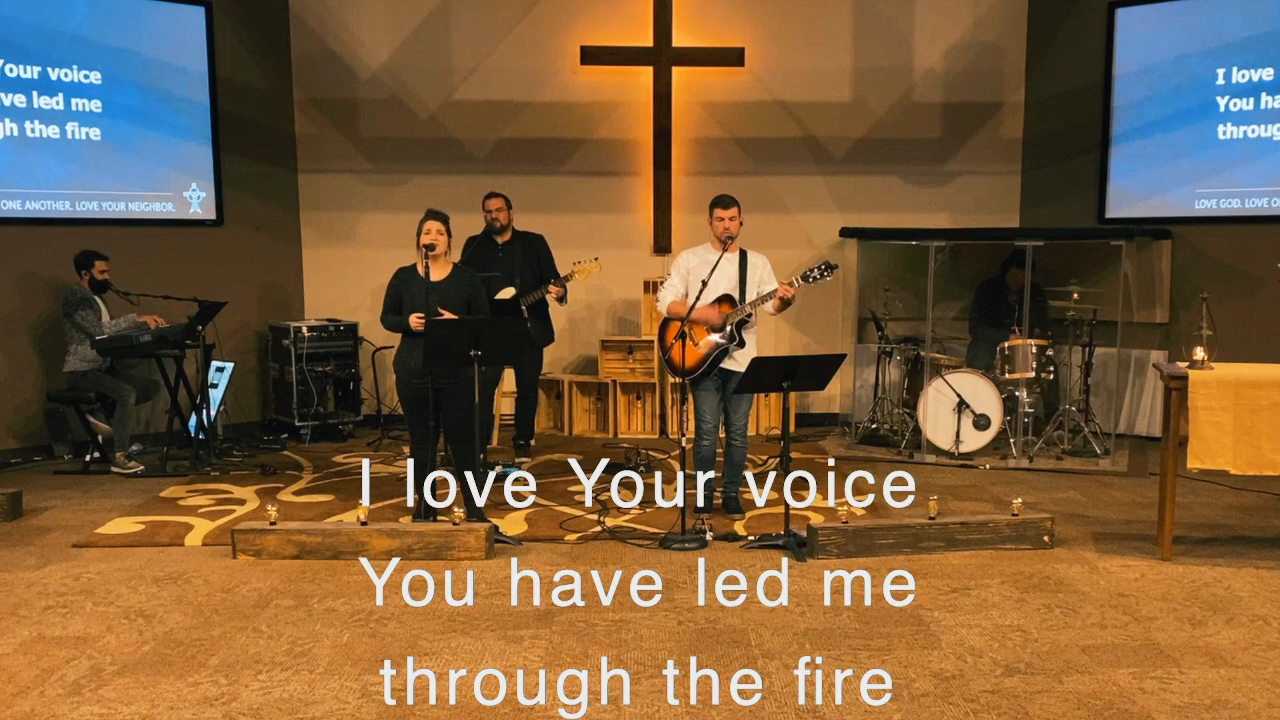 Your voice
ve led me
gh the fire
ONE ANOTHER. LOVE YOUR NEIGHBOR.
I love
You ha
throug
LOVE GOD. LOVE O
I love Your voice
You have led me
through the fire